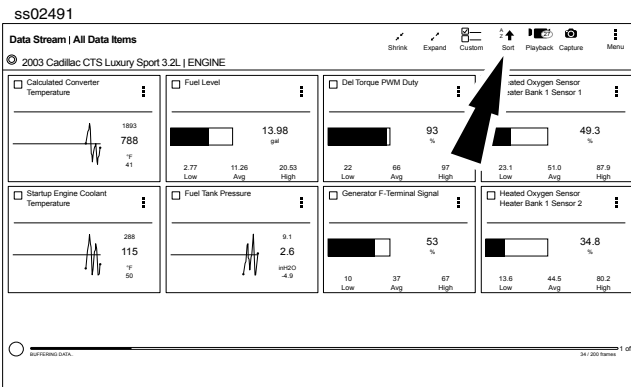 ss02491
Data Stream | All Data Items
Shrink
Expand
Custom
A
Z
Sort
27
Playback
Capture
Menu
2003 Cadillac CTS Luxury Sport 3.2L | ENGINE
Calculated Converter
Temperature
1893
788
°F
41
Fuel Level
13.98
gal
2.77 11.26 20.53
Low Avg High
Del Torque PWM Duty
93
%
22 66 97
Low Avg High
ated Oxygen Sensor
eater Bank 1 Sensor 1
49.3
%
23.1 51.0 87.9
Low Avg High
Startup Engine Coolant
Temperature
288
115
°F
50
Fuel Tank Pressure
9.1
2.6
inH2O
-4.9
Generator F-Terminal Signal
53
%
10 37 67
Low Avg High
Heated Oxygen Sensor
Heater Bank 1 Sensor 2
34.8
%
13.6 44.5 80.2
Low Avg High
1 of
BUFFERING DATA..
34 / 200 frames